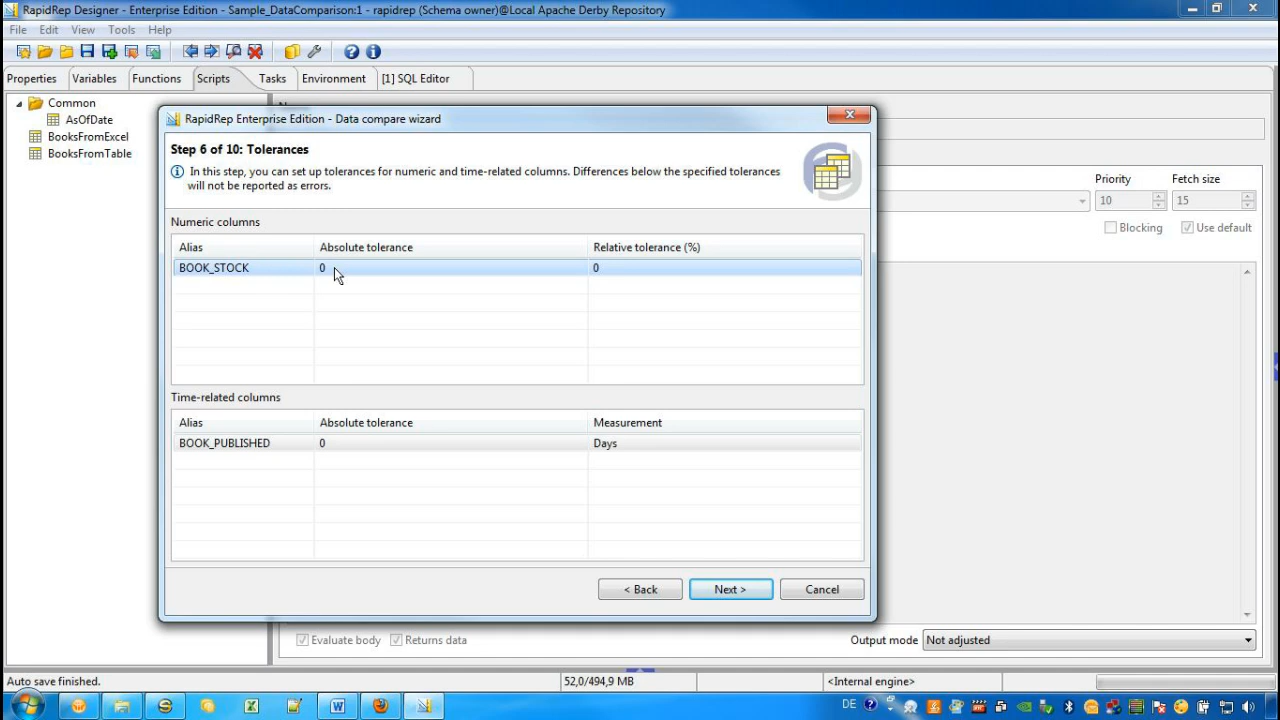 RapidRep Designer - Enterprise Edition - Sample_DataComparison:1 - rapidrep (Schema owner)@Local Apache Derby Repository
File Edit View Tools Help
Properties Variables Functions Scripts Tasks Environment [1] SQL Editor
Common
AsOfDate
BooksFromExcel
BooksFromTable
RapidRep Enterprise Edition - Data compare wizard
Step 6 of 10: Tolerances
In this step, you can set up tolerances for numeric and time-related columns. Differences below the specified tolerances
will not be reported as errors.
Numeric columns
Alias Absolute tolerance Relative tolerance (%)
BOOK_STOCK 0 0
Time-related columns
Alias Absolute tolerance Measurement
BOOK_PUBLISHED 0 Days
< Back Next > Cancel
Priority Fetch size
10 15
Blocking Use default
Evaluate body Returns data Output mode Not adjusted
Auto save finished. 52,0/494,9 MB <Internal engine>
DE